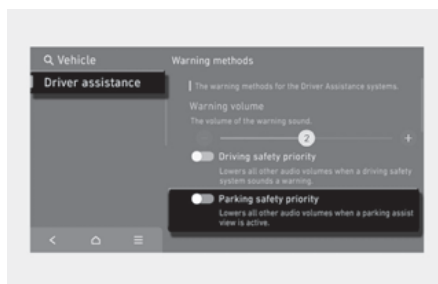 Vehicle
Warning methods
Driver assistance
The warning methods for the Driver Assistance systems.
Warning volume
The volume of the warning sound.
2
Driving safety priority
Lowers all other audio volumes when a driving safety
system sounds a warning.
Parking safety priority
Lowers all other audio volumes when a parking assist
view is active.